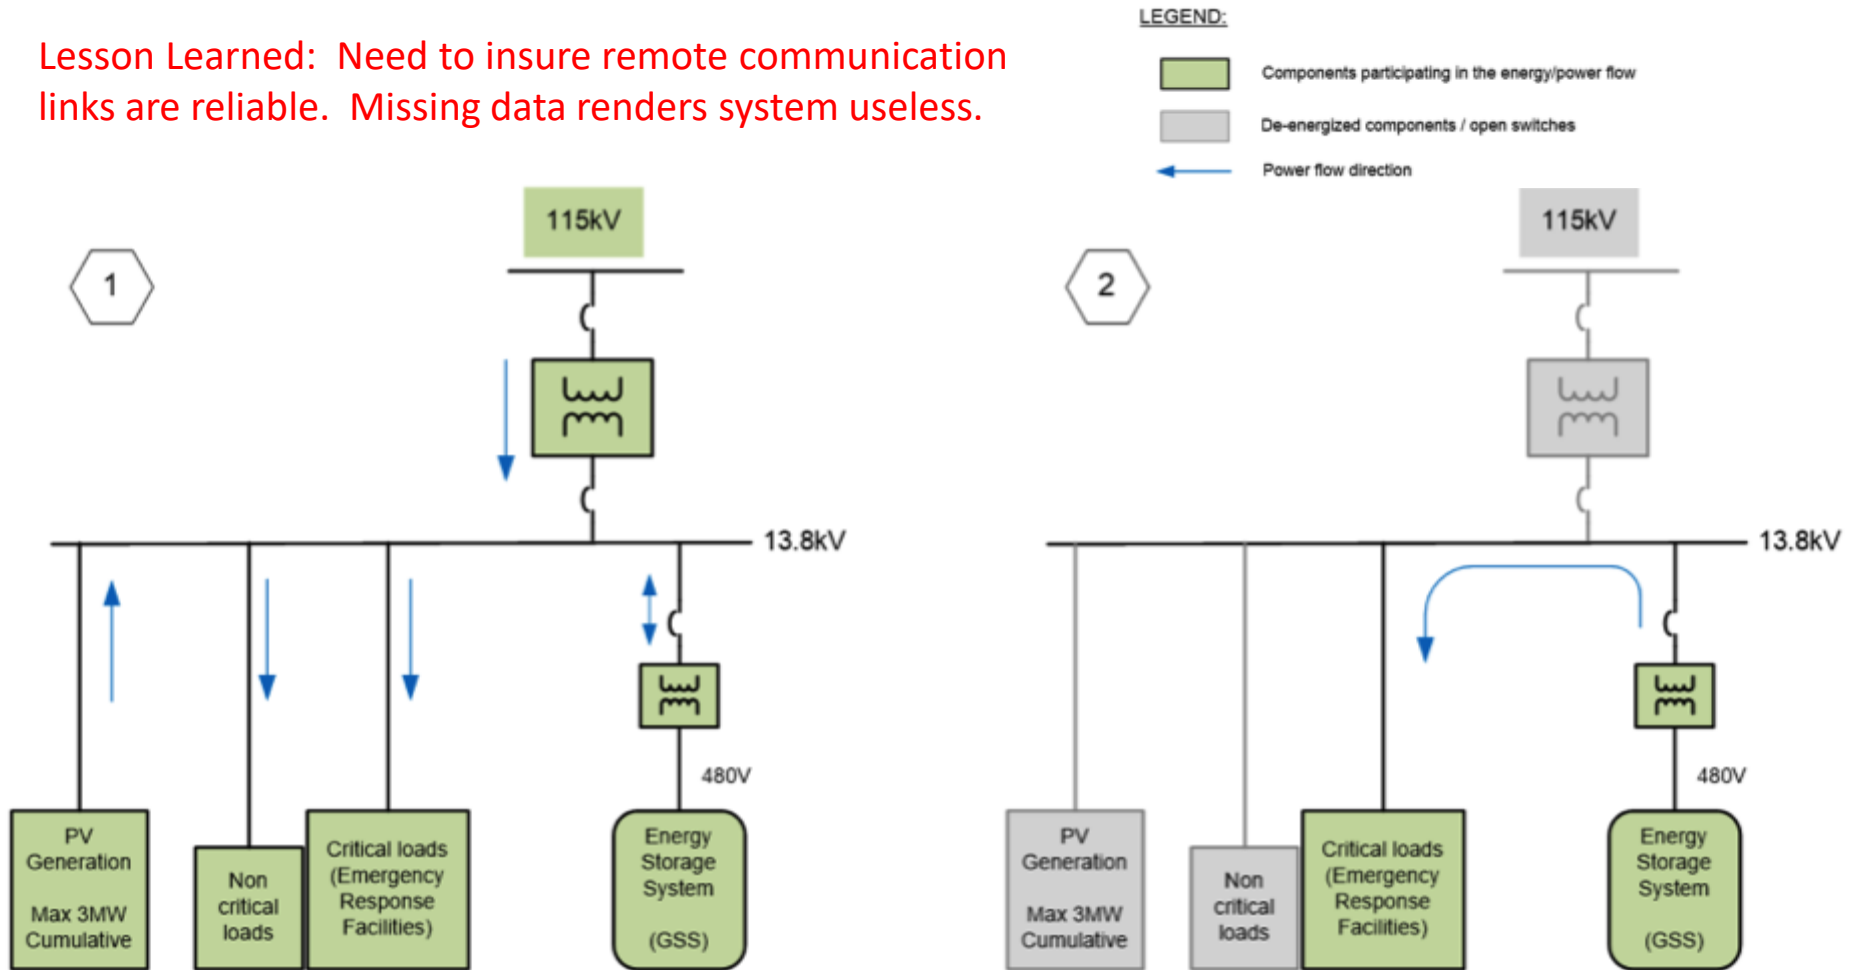 Lesson Learned:  Need to insure remote communication
links are reliable.  Missing data renders system useless.
LEGEND:
Components participating in the energy/power flow
De-energized components / open switches
Power flow direction
1
115kV
13.8kV
480V
PV
Generation
Max 3MW
Cumulative
Non
critical
loads
Critical loads
(Emergency
Response
Facilities)
Energy
Storage
System
(GSS)
2
115kV
13.8kV
480V
PV
Generation
Max 3MW
Cumulative
Non
critical
loads
Critical loads
(Emergency
Response
Facilities)
Energy
Storage
System
(GSS)